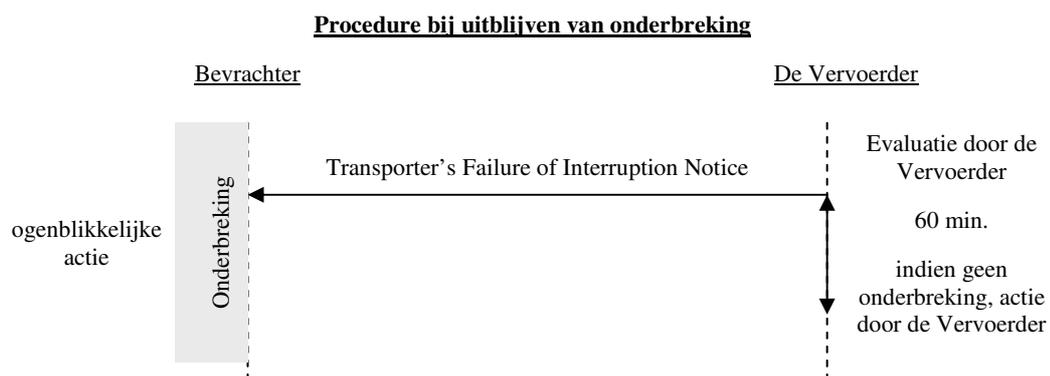 Procedure bij uitblijven van onderbreking
Bevrachter
De Vervoerder
Evaluatie door de
Vervoerder
Transporter's Failure of Interruption Notice
60 min.
ogenblikkelijke
actie
Onderbreking
indien geen
onderbreking, actie
door de Vervoerder